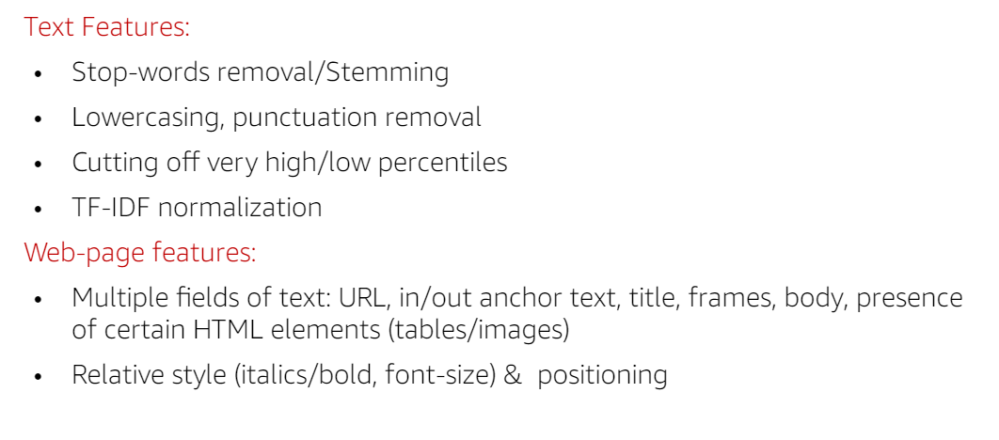 Text Features:
• Stop-words removal/Stemming
• Lowercasing, punctuation removal
• Cutting off very high/low percentiles
• TF-IDF normalization
Web-page features:
• Multiple fields of text: URL, in/out anchor text, title, frames, body, presence
of certain HTML elements (tables/images)
• Relative style (italics/bold, font-size) &  positioning